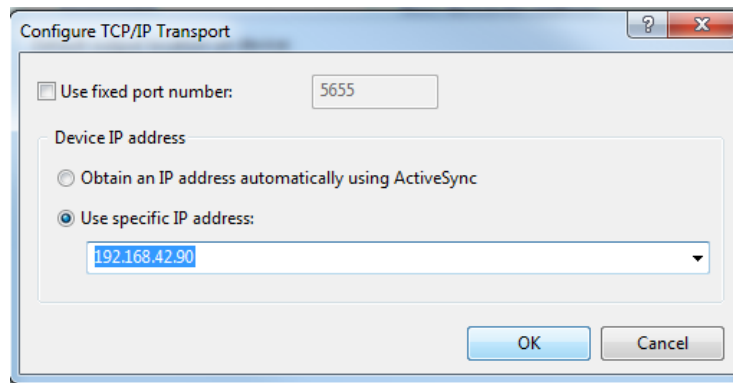 Configure TCP/IP Transport
Use fixed port number: 5655
Device IP address
Obtain an IP address automatically using ActiveSync
Use specific IP address:
192.168.42.90
OK Cancel